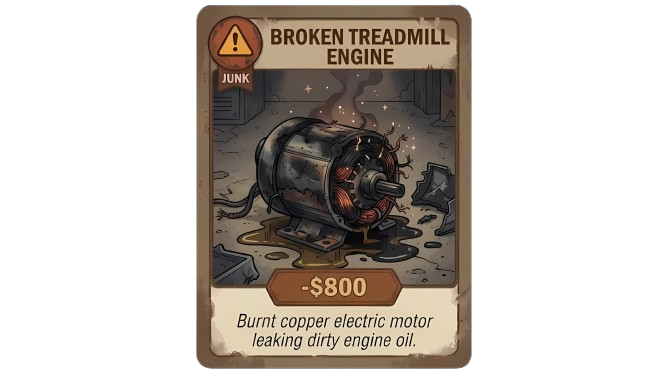 BROKEN TREADMILL
ENGINE
JUNK
-$800
Burnt copper electric motor
leaking dirty engine oil.